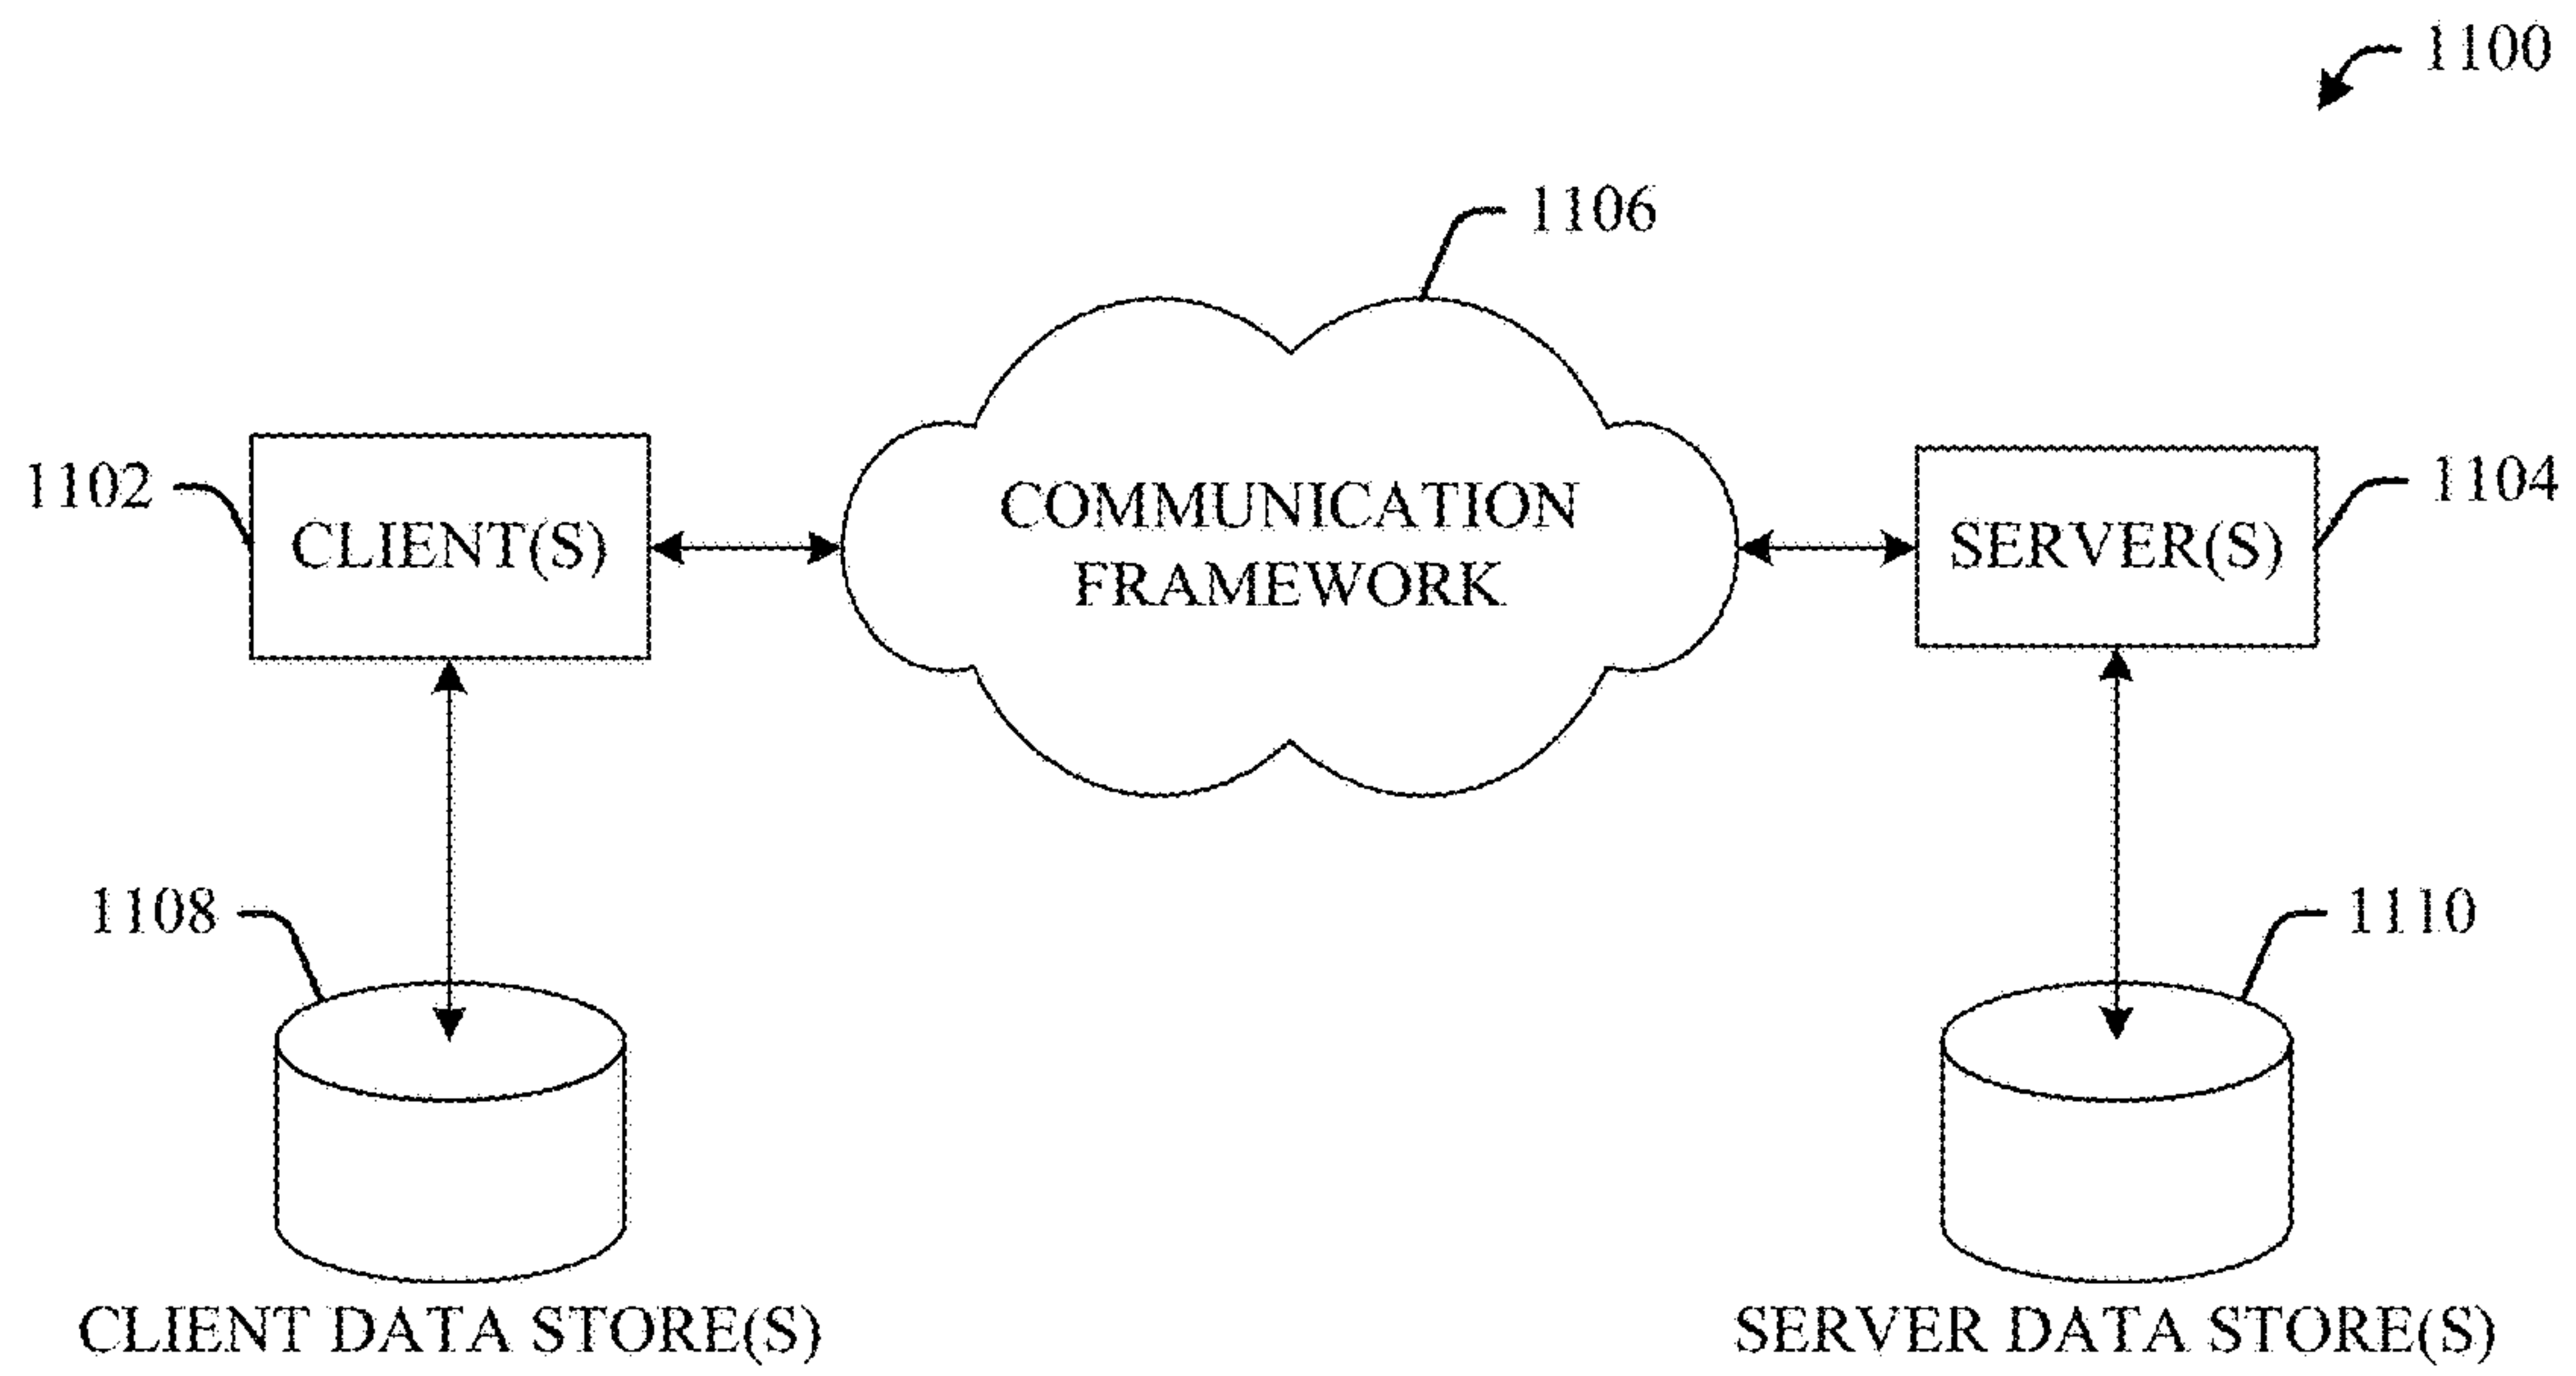 1100
1106
1102
CLIENT(S)
COMMUNICATION
FRAMEWORK
SERVER(S)
1104
1108
1110
CLIENT DATA STORE(S)
SERVER DATA STORE(S)